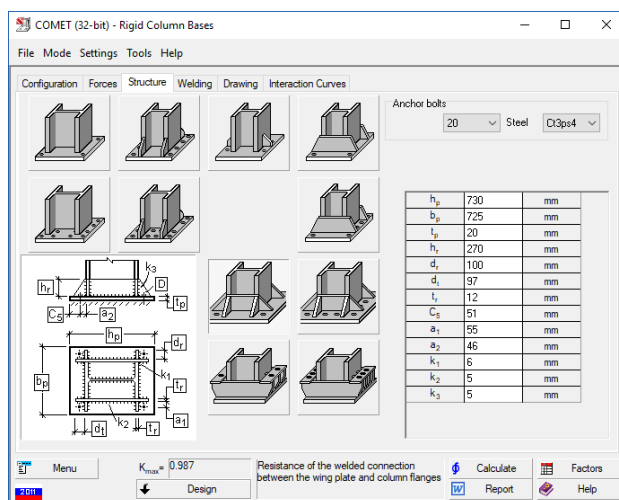 COMET (32-bit) - Rigid Column Bases
File Mode Settings Tools Help
Configuration Forces Structure Welding Drawing Interaction Curves
Anchor bolts
20 Steel Ct3ps4
hp 730 mm
bp 725 mm
tp 20 mm
hr 270 mm
dr 100 mm
dt 97 mm
tr 12 mm
C5 51 mm
a1 55 mm
a2 46 mm
k1 6 mm
k2 5 mm
k3 5 mm
k3
hr D
tp
C5 a2
hp
dr
k1
bp
tr
k2
dt tr a1
Menu
Kmax= 0.987
Design
Resistance of the welded connection
between the wing plate and column flanges
Calculate Factors
Report Help
2011